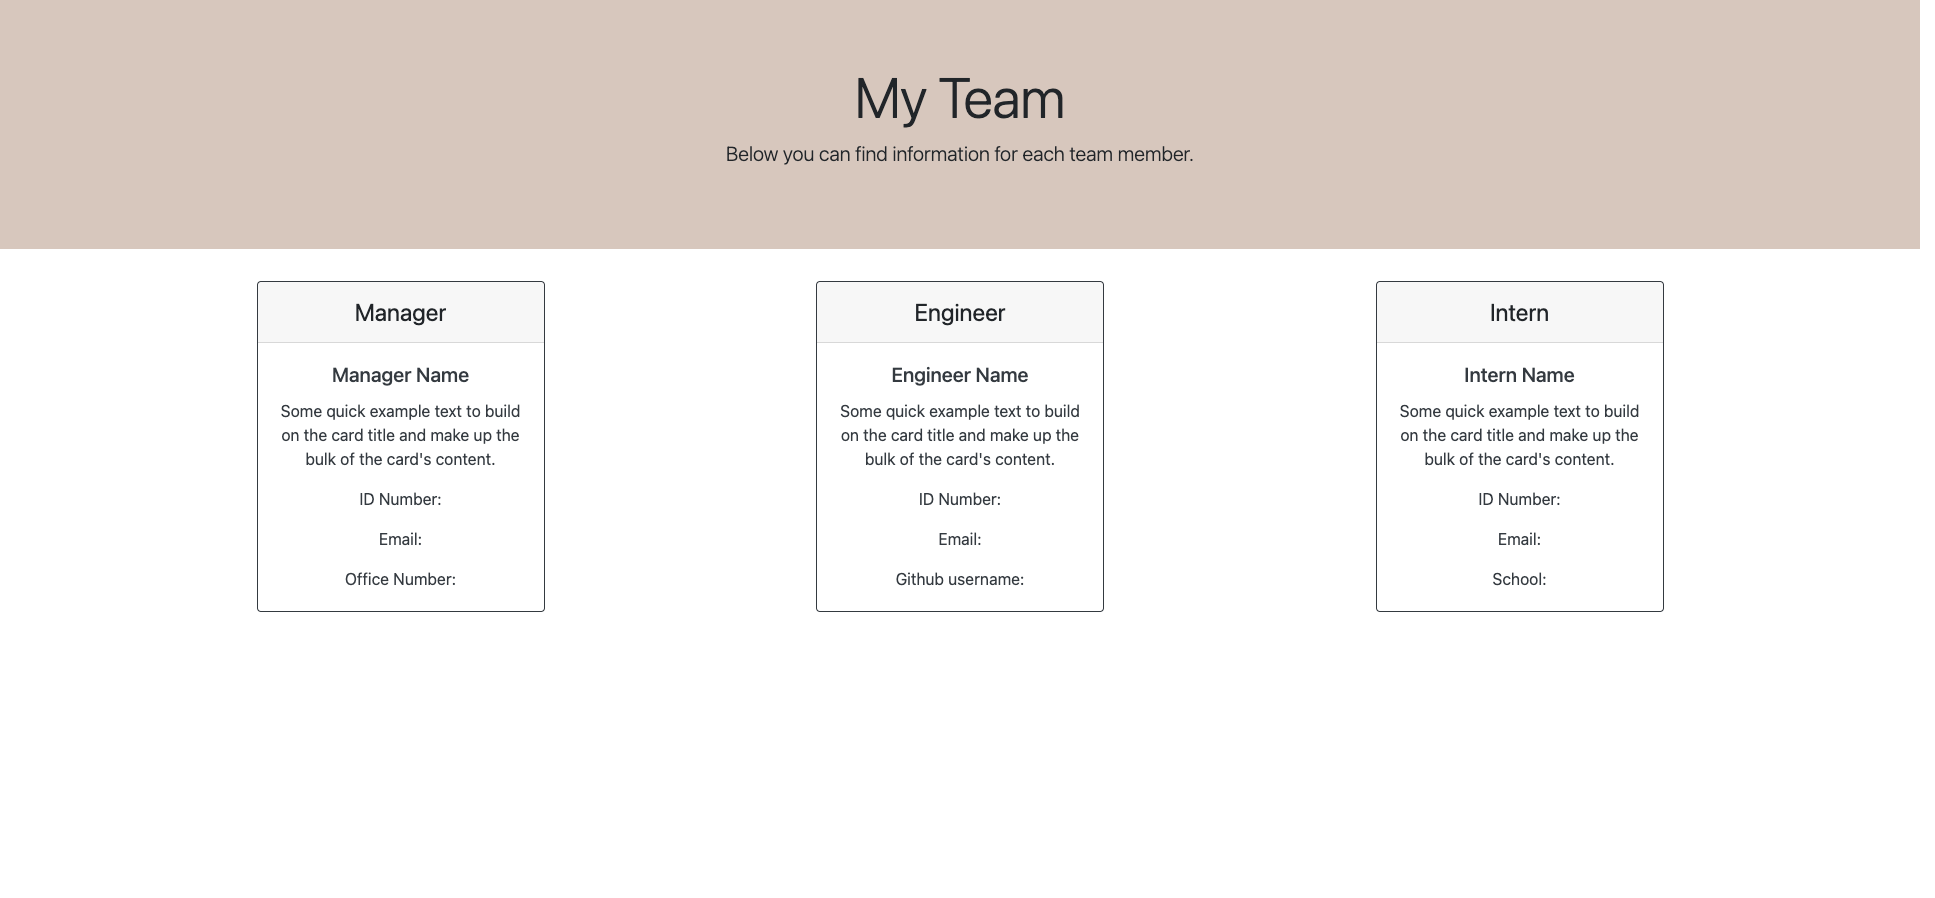 My Team
Below you can find information for each team member.
Manager
Manager Name
Some quick example text to build
on the card title and make up the
bulk of the card's content.
ID Number:
Email:
Office Number:
Engineer
Engineer Name
Some quick example text to build
on the card title and make up the
bulk of the card's content.
ID Number:
Email:
Github username:
Intern
Intern Name
Some quick example text to build
on the card title and make up the
bulk of the card's content.
ID Number:
Email:
School: